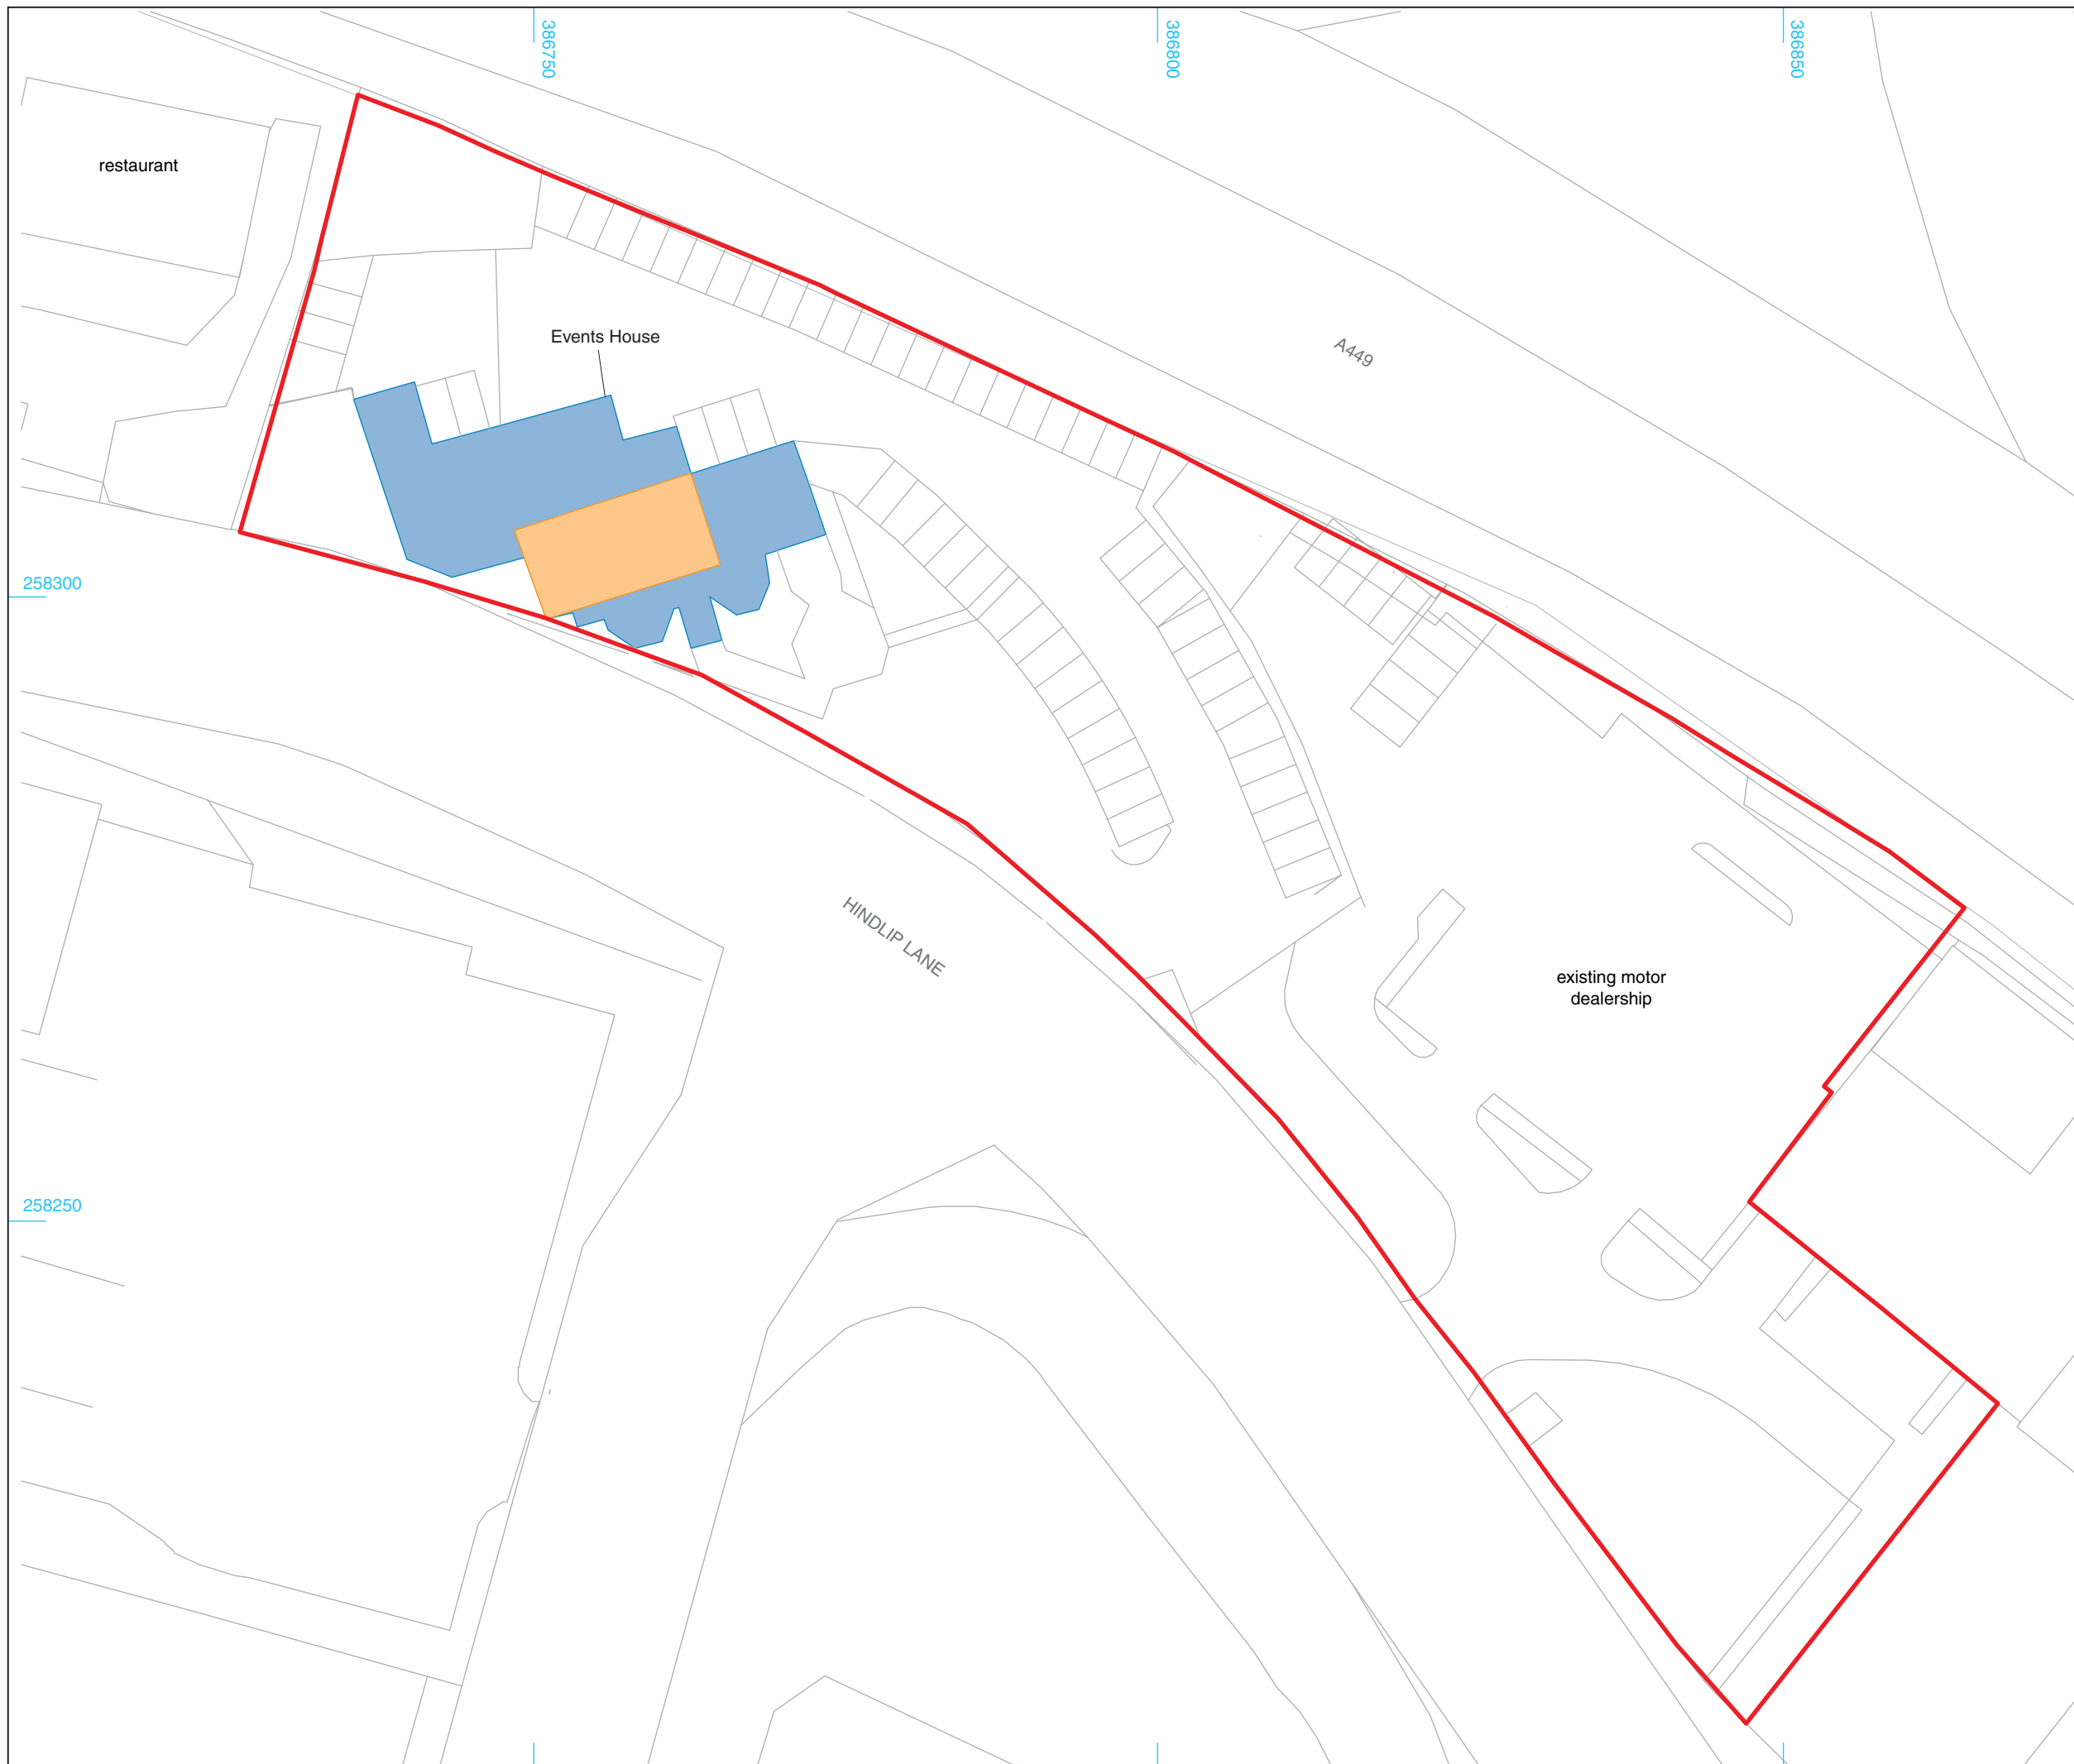 386750
386800
386850
restaurant
Events House
A449
258300
HINDLIP LANE
existing motor
dealership
258250